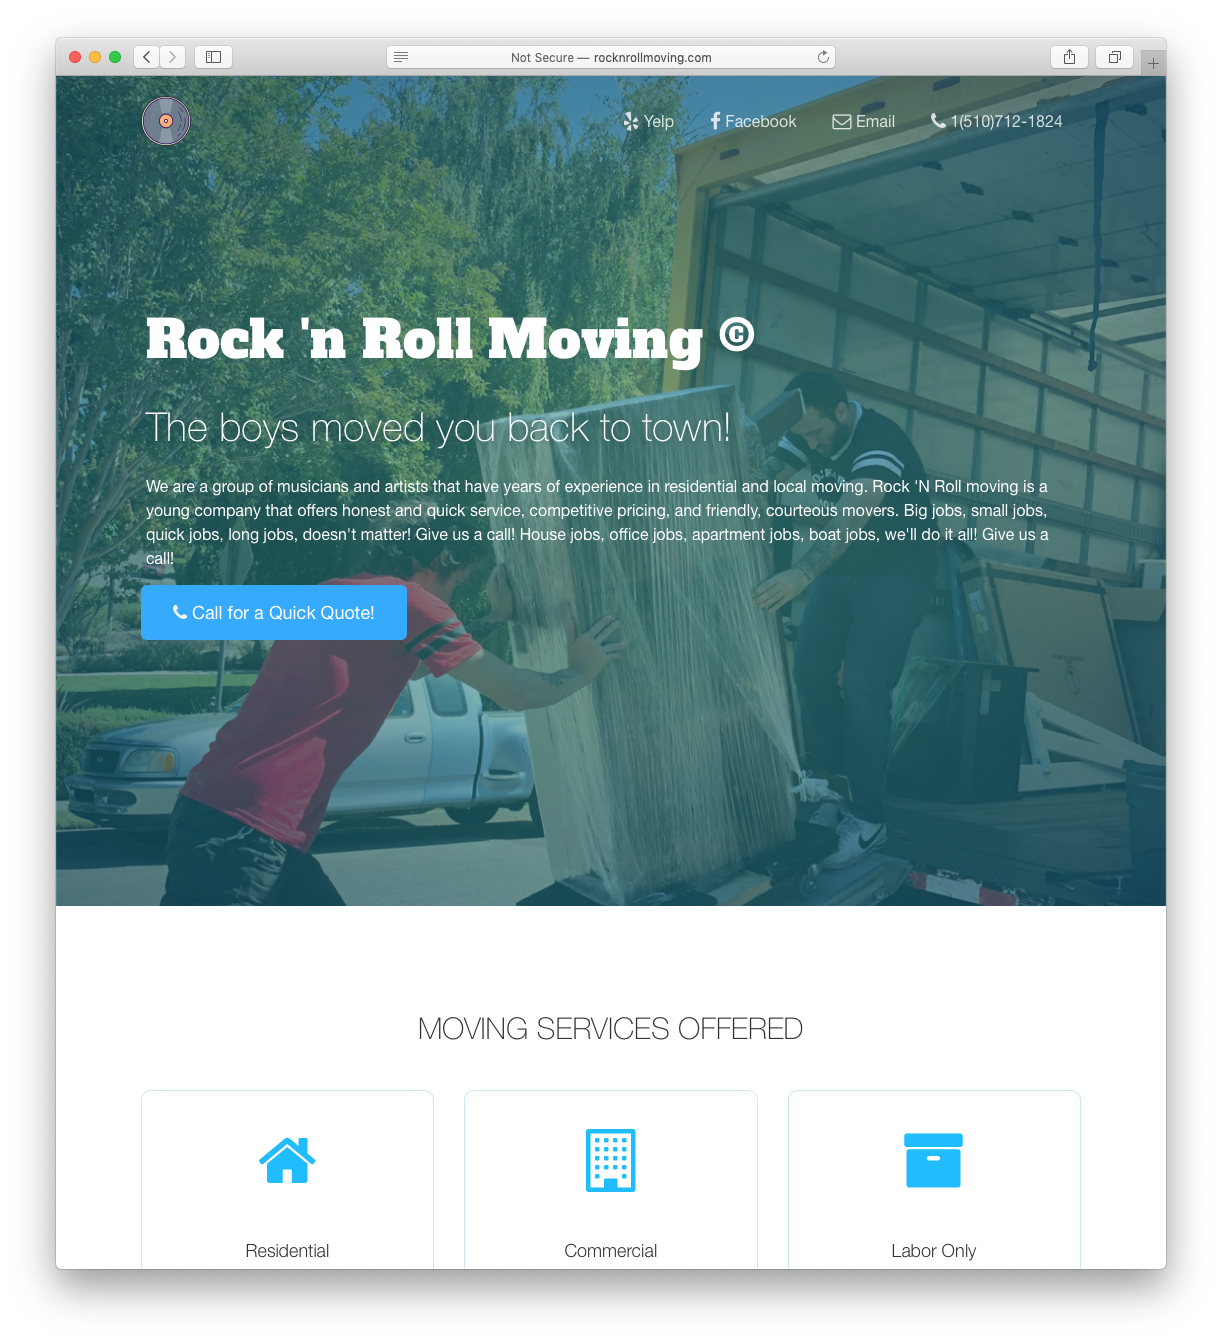 Not Secure — rocknrollmoving.com
Yelp
Facebook
Email
1(510)712-1824
Rock 'n Roll Moving ©
The boys moved you back to town!
We are a group of musicians and artists that have years of experience in residential and local moving. Rock 'N Roll moving is a
young company that offers honest and quick service, competitive pricing, and friendly, courteous movers. Big jobs, small jobs,
quick jobs, long jobs, doesn't matter! Give us a call! House jobs, office jobs, apartment jobs, boat jobs, we'll do it all! Give us a
call!
Call for a Quick Quote!
MOVING SERVICES OFFERED
Residential
Commercial
Labor Only